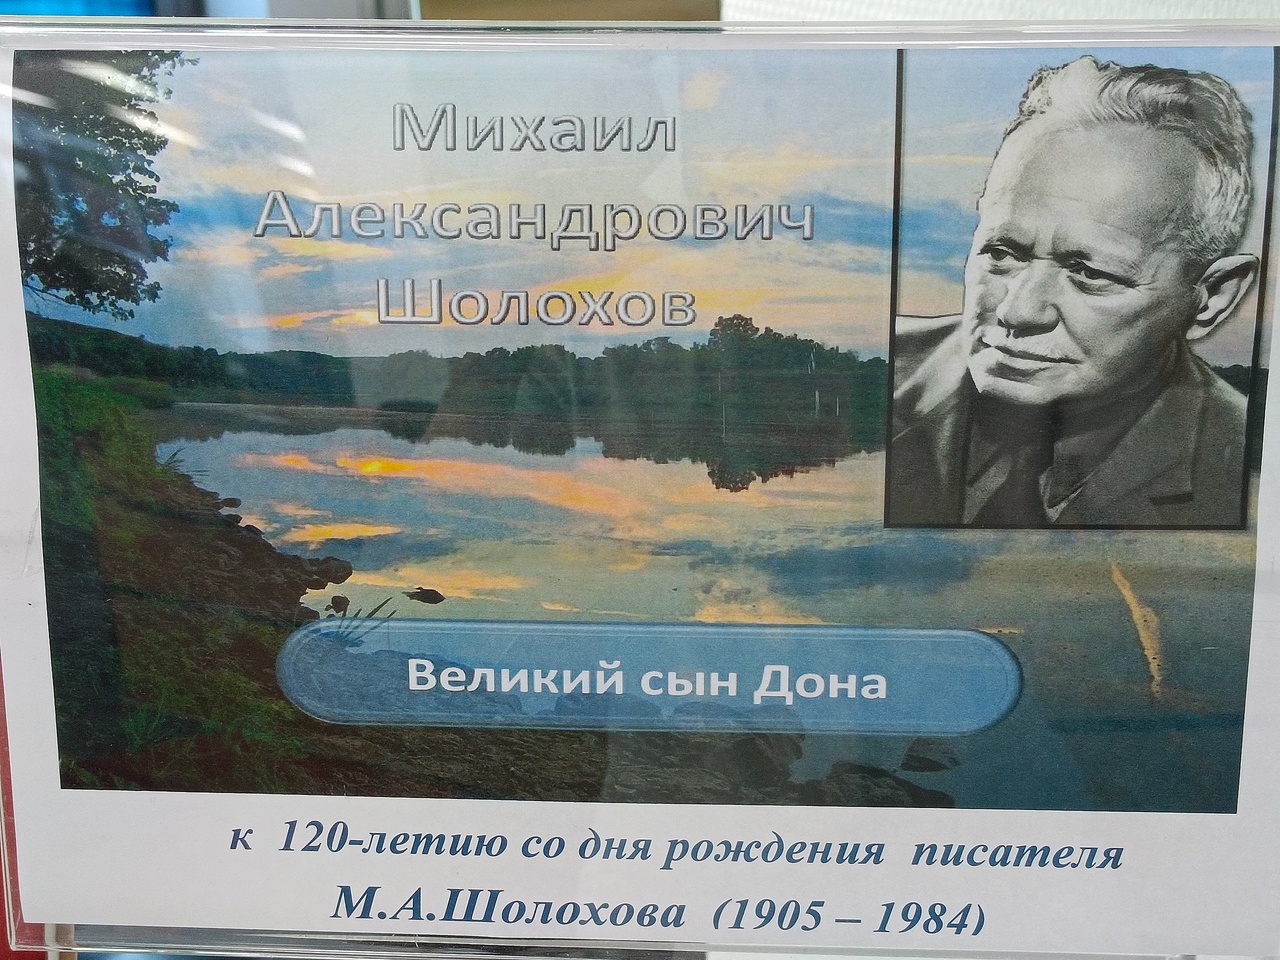 Михаил
Александрович
Шолохов
Великий сын Дона
к 120-летию со дня рождения писателя
М.А.Шолохова (1905 – 1984)